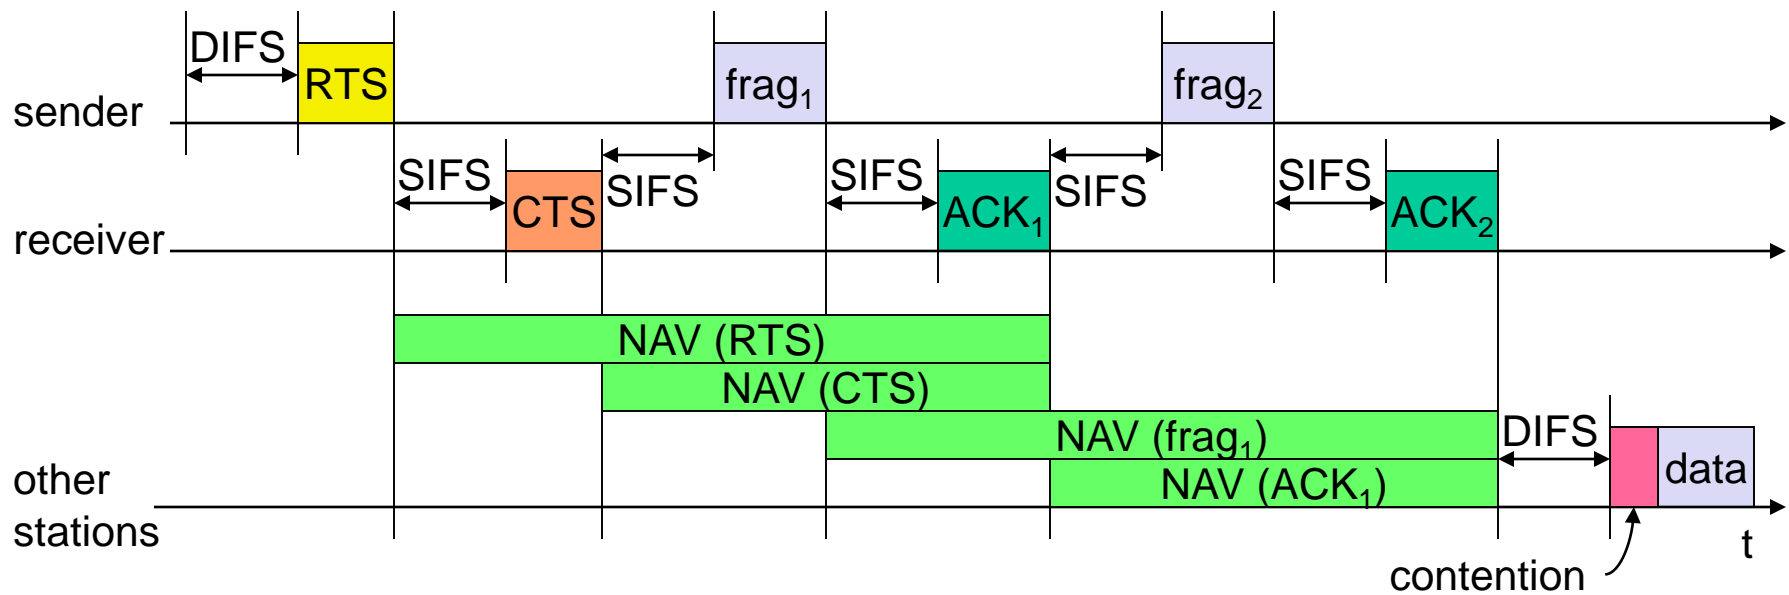 DIFS
RTS
frag₁
frag₂
sender
SIFS
CTS
SIFS
SIFS
ACK₁
SIFS
SIFS
ACK₂
receiver
NAV (RTS)
NAV (CTS)
NAV (frag₁)
DIFS
NAV (ACK₁)
data
other
stations
t
contention